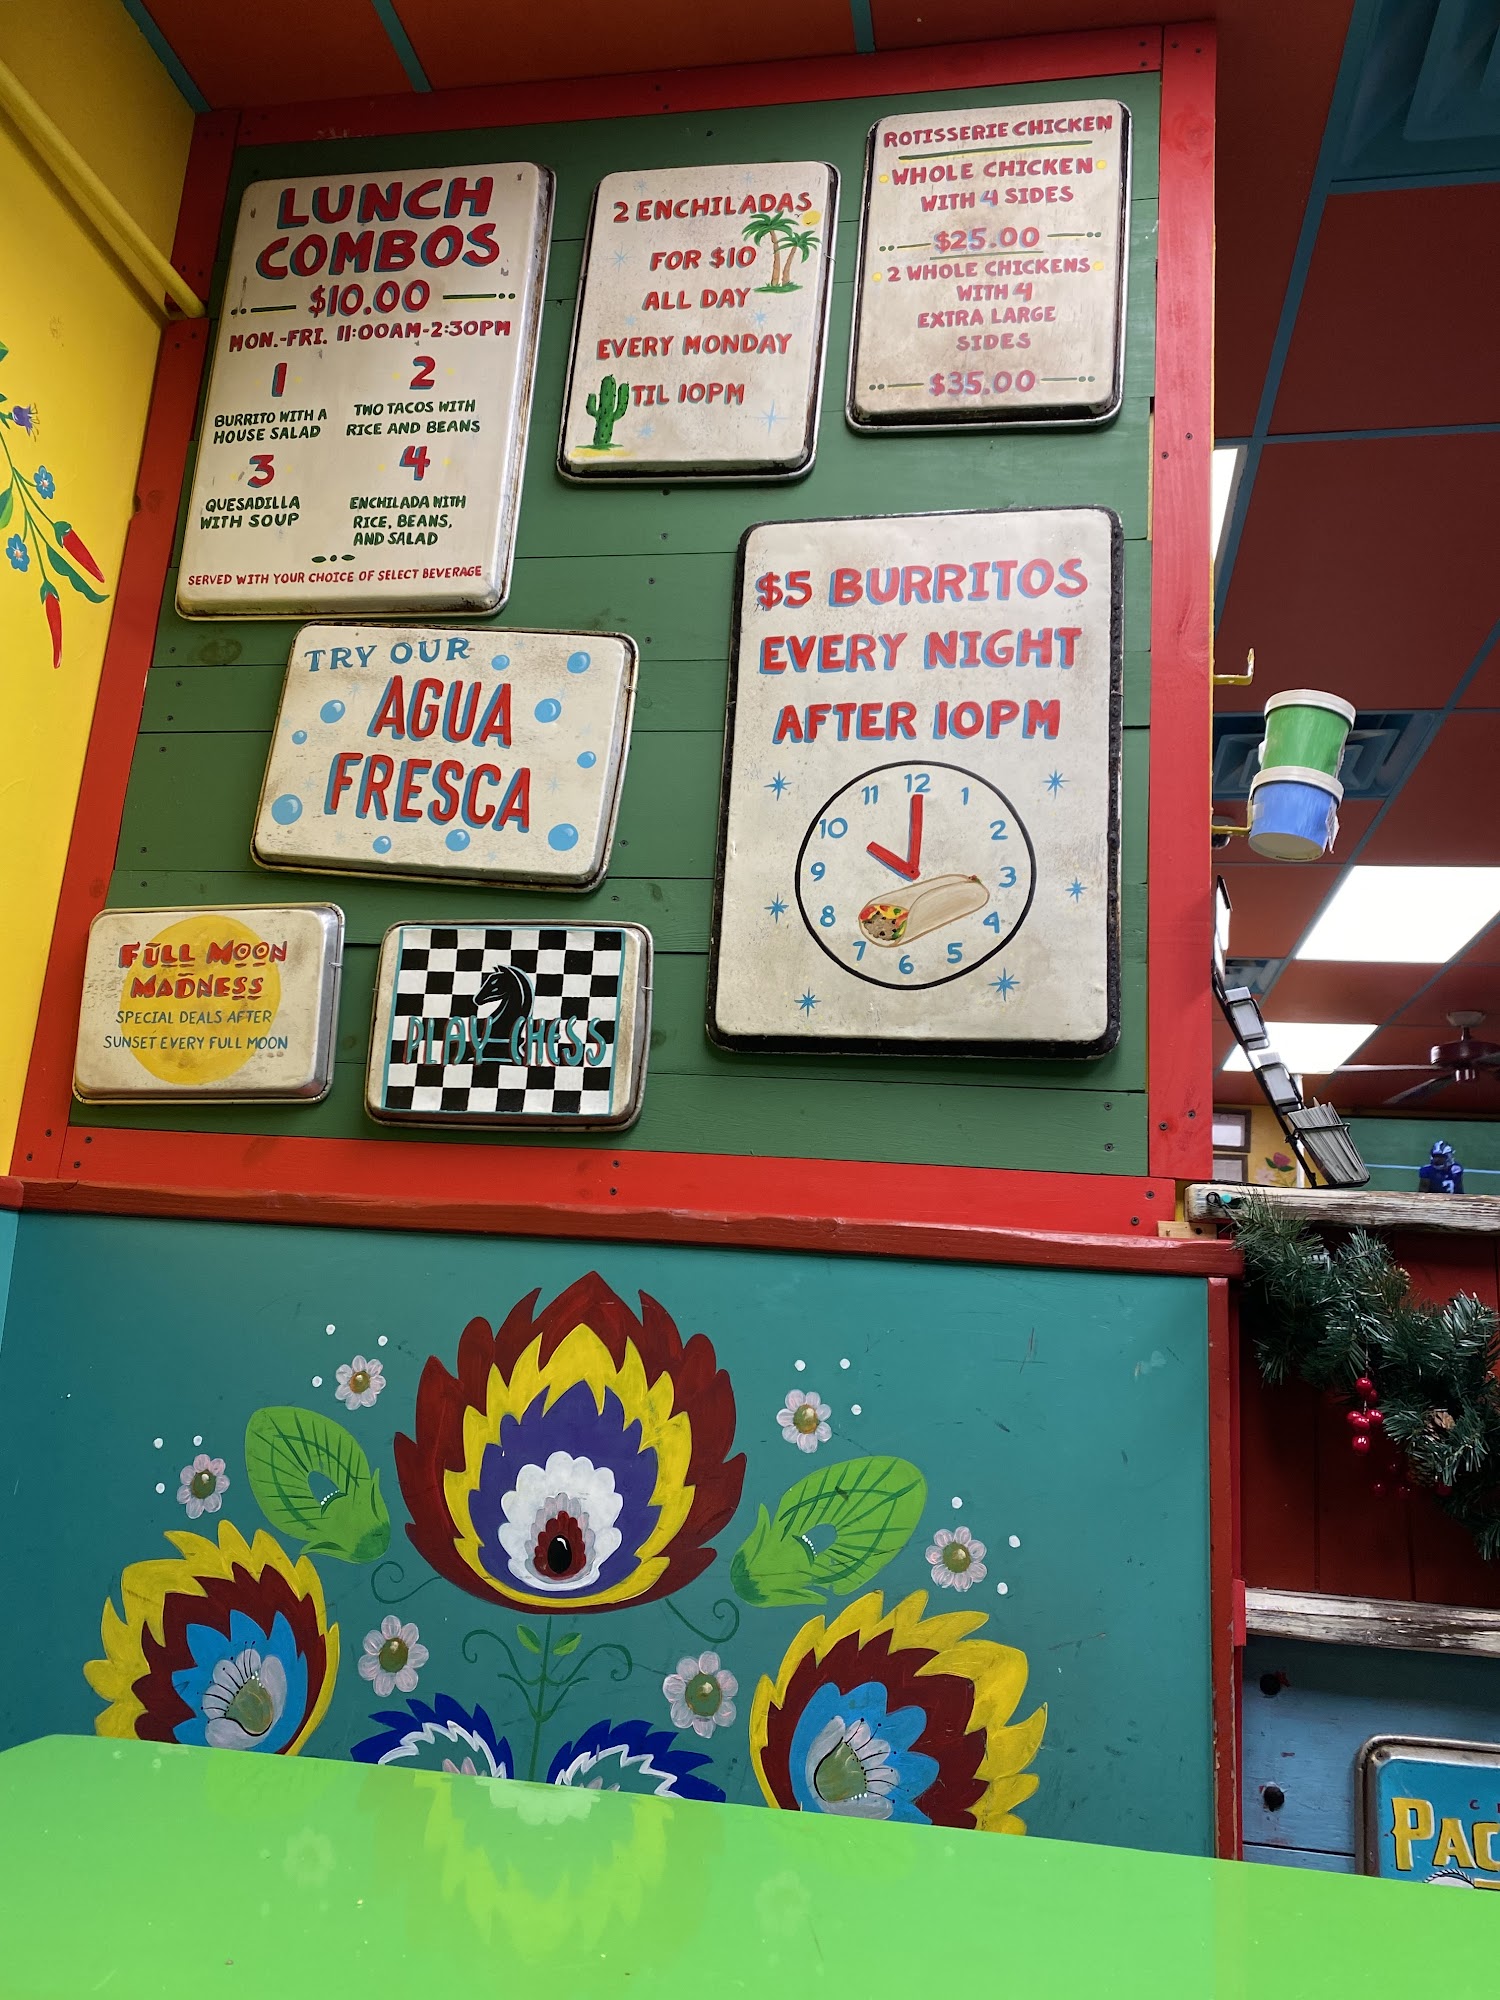 LUNCH
COMBOS
$10.00
MON.-FRI. 11:00AM-2:30PM
1
BURRITO WITH A
HOUSE SALAD
2
TWO TACOS WITH
RICE AND BEANS
3
QUESADILLA
WITH SOUP
4
ENCHILADA WITH
RICE, BEANS,
AND SALAD
SERVED WITH YOUR CHOICE OF SELECT BEVERAGE
2 ENCHILADAS
FOR $10
ALL DAY
EVERY MONDAY
'TIL 10PM
ROTISSERIE CHICKEN
WHOLE CHICKEN
WITH 4 SIDES
$25.00
2 WHOLE CHICKENS
WITH 4
EXTRA LARGE
SIDES
$35.00
TRY OUR
AGUA
FRESCA
$5 BURRITOS
EVERY NIGHT
AFTER 10PM
12
1
2
3
4
5
6
7
8
9
10
11
FULL MOON
MADNESS
SPECIAL DEALS AFTER
SUNSET EVERY FULL MOON
PLAY CHESS
3
PAC